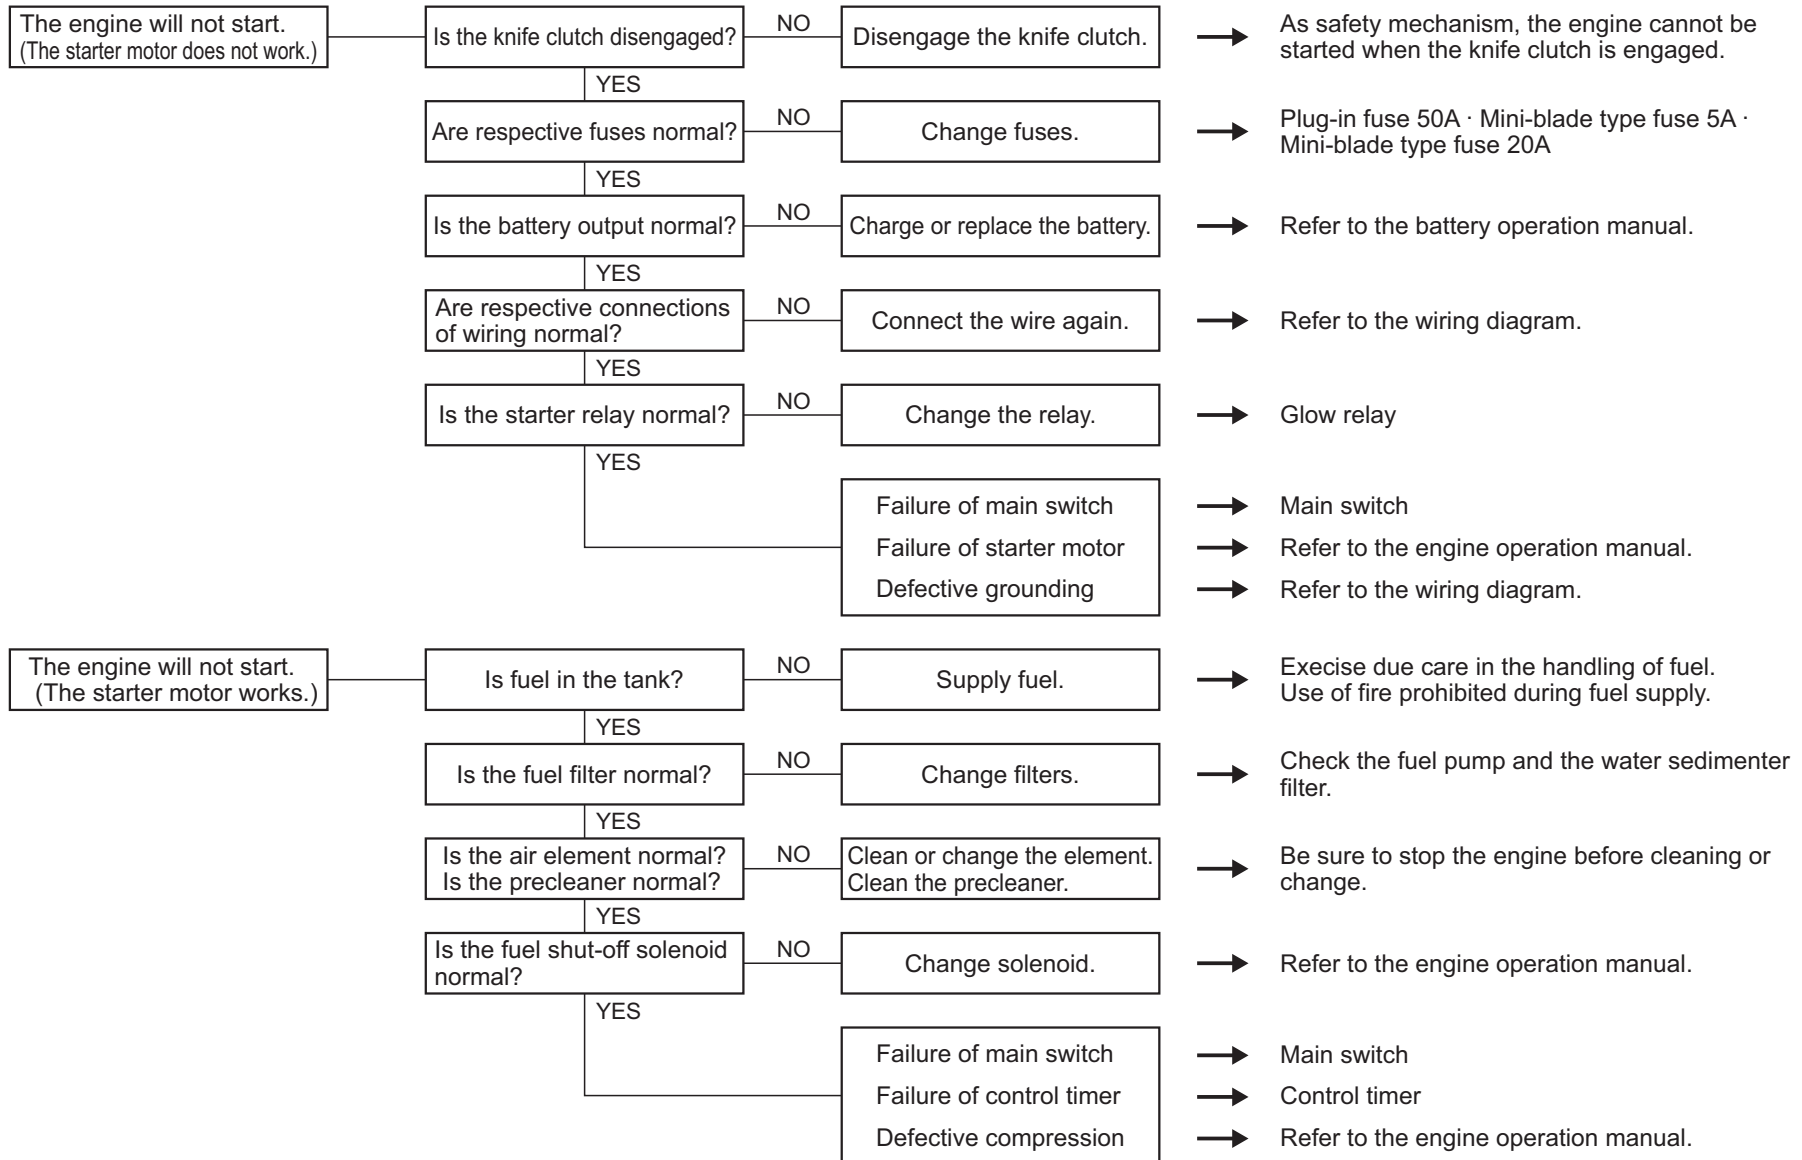 The engine will not start.
(The starter motor does not work.)
Is the knife clutch disengaged?
NO
Disengage the knife clutch.
As safety mechanism, the engine cannot be
started when the knife clutch is engaged.
YES
Are respective fuses normal?
NO
Change fuses.
Plug-in fuse 50A · Mini-blade type fuse 5A ·
Mini-blade type fuse 20A
YES
Is the battery output normal?
NO
Charge or replace the battery.
Refer to the battery operation manual.
YES
Are respective connections
of wiring normal?
NO
Connect the wire again.
Refer to the wiring diagram.
YES
Is the starter relay normal?
NO
Change the relay.
Glow relay
YES
Failure of main switch
Main switch
Failure of starter motor
Refer to the engine operation manual.
Defective grounding
Refer to the wiring diagram.
The engine will not start.
(The starter motor works.)
Is fuel in the tank?
NO
Supply fuel.
Execise due care in the handling of fuel.
Use of fire prohibited during fuel supply.
YES
Is the fuel filter normal?
NO
Change filters.
Check the fuel pump and the water sedimenter
filter.
YES
Is the air element normal?
Is the precleaner normal?
NO
Clean or change the element.
Clean the precleaner.
Be sure to stop the engine before cleaning or
change.
YES
Is the fuel shut-off solenoid
normal?
NO
Change solenoid.
Refer to the engine operation manual.
YES
Failure of main switch
Main switch
Failure of control timer
Control timer
Defective compression
Refer to the engine operation manual.